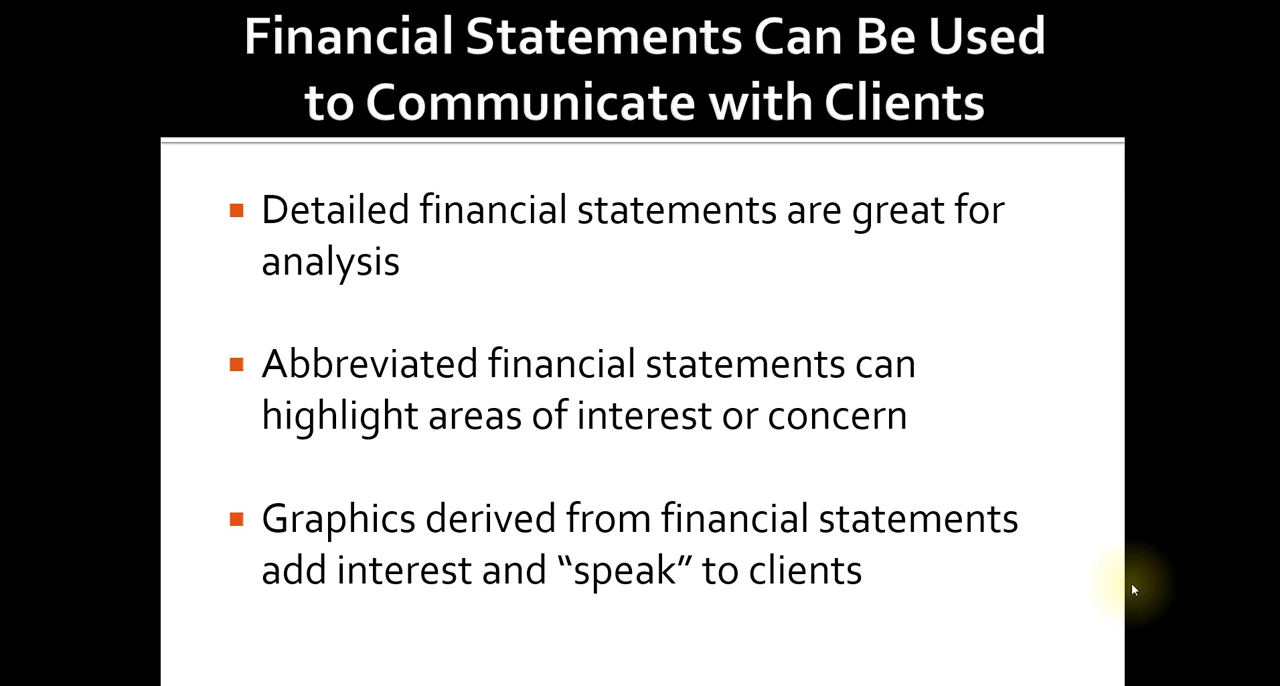 Financial Statements Can Be Used
to Communicate with Clients
Detailed financial statements are great for
analysis
Abbreviated financial statements can
highlight areas of interest or concern
Graphics derived from financial statements
add interest and “speak” to clients